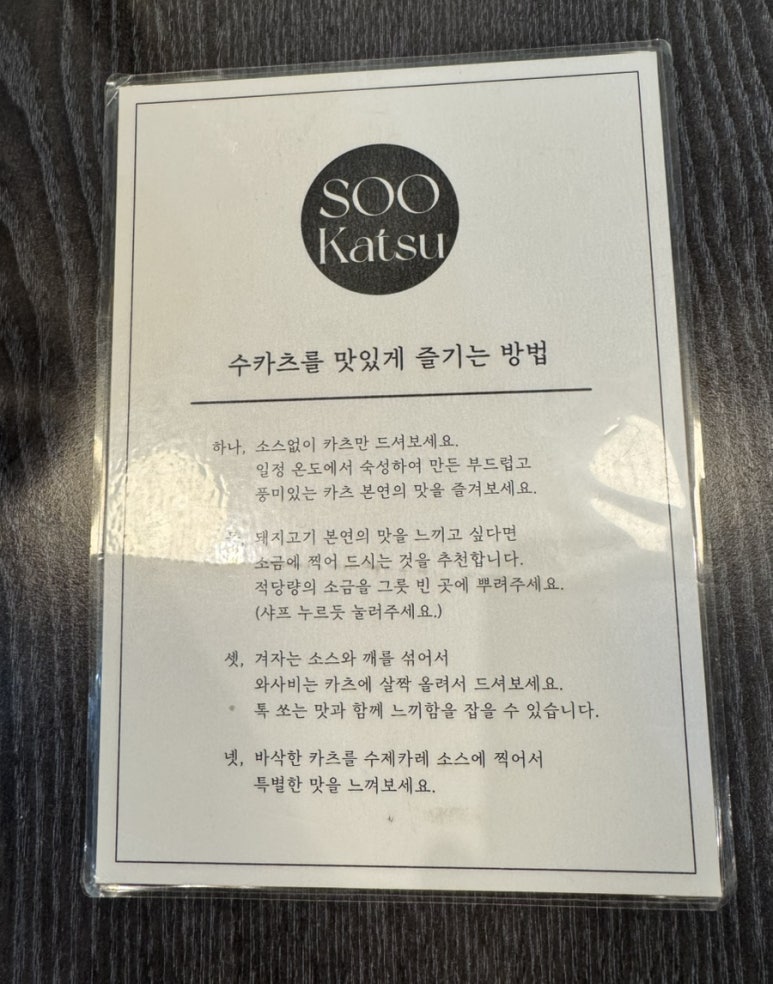 SOO
Katsu
수카츠를 맛있게 즐기는 방법
하나, 소스없이 카츠만 드셔보세요.
일정 온도에서 숙성하여 만든 부드럽고
풍미있는 카츠 본연의 맛을 즐겨보세요.
돼지고기 본연의 맛을 느끼고 싶다면
소금에 찍어 드시는 것을 추천합니다.
적당량의 소금을 그릇 빈 곳에 뿌려주세요.
(샤프 누르듯 눌러주세요.)
셋, 겨자는 소스와 깨를 섞어서
와사비는 카츠에 살짝 올려서 드셔보세요.
톡 쏘는 맛과 함께 느끼함을 잡을 수 있습니다.
넷, 바삭한 카츠를 수제카레 소스에 찍어서
특별한 맛을 느껴보세요.